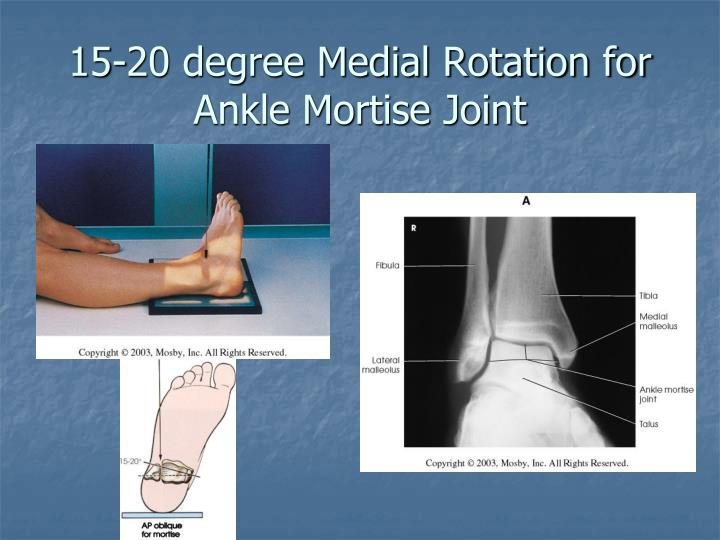 15-20 degree Medial Rotation for
Ankle Mortise Joint
Copyright © 2003, Mosby, Inc. All Rights Reserved.
15-20°
AP oblique
for mortise
A
R
Fibula
Tibia
Medial
malleolus
Lateral
malleolus
Ankle mortise
joint
Talus
Copyright © 2003, Mosby, Inc. All Rights Reserved.